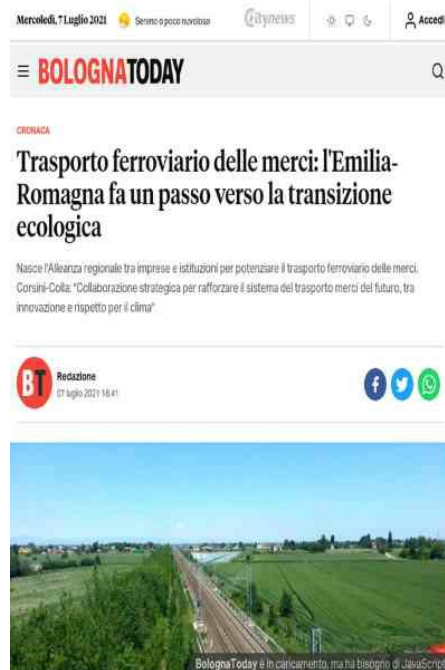 Mercoledì, 7 Luglio 2021 Sereno o poco nuvoloso Citynews Accedi
BOLOGNATODAY
CRONACA
Trasporto ferroviario delle merci: l'Emilia-
Romagna fa un passo verso la transizione
ecologica
Nasce l'Alleanza regionale tra imprese e istituzioni per potenziare il trasporto ferroviario delle merci.
Corsini-Colla: "Collaborazione strategica per rafforzare il sistema del trasporto merci del futuro, tra
innovazione e rispetto per il clima"
BT
Redazione
07 luglio 2021 16:41
BolognaToday è in caricamento, ma ha bisogno di JavaScript